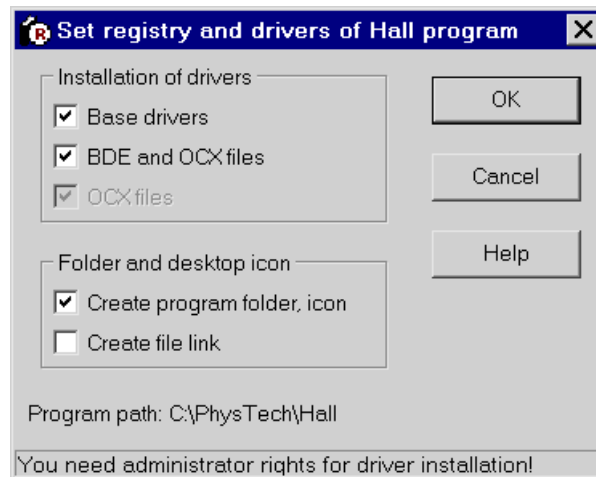 Set registry and drivers of Hall program
Installation of drivers
Base drivers
BDE and OCX files
OCX files
OK
Cancel
Help
Folder and desktop icon
Create program folder, icon
Create file link
Program path: C:\PhysTech\Hall
You need administrator rights for driver installation!